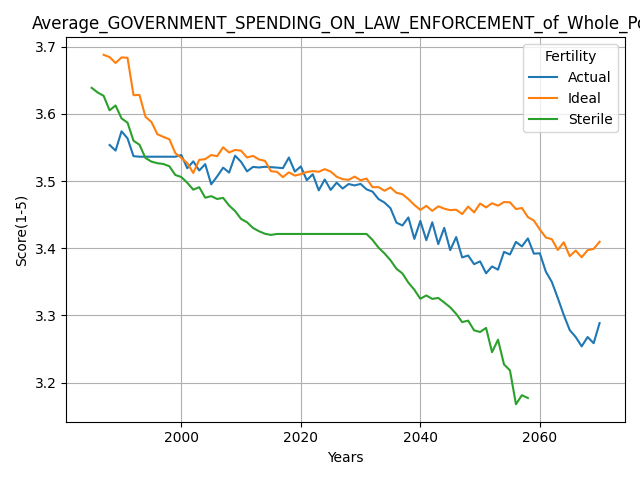 Average_GOVERNMENT_SPENDING_ON_LAW_ENFORCEMENT_of_Whole_Po
Fertility
Actual
Ideal
Sterile
Score(1-5)
3.7
3.6
3.5
3.4
3.3
3.2
2000 2020 2040 2060
Years